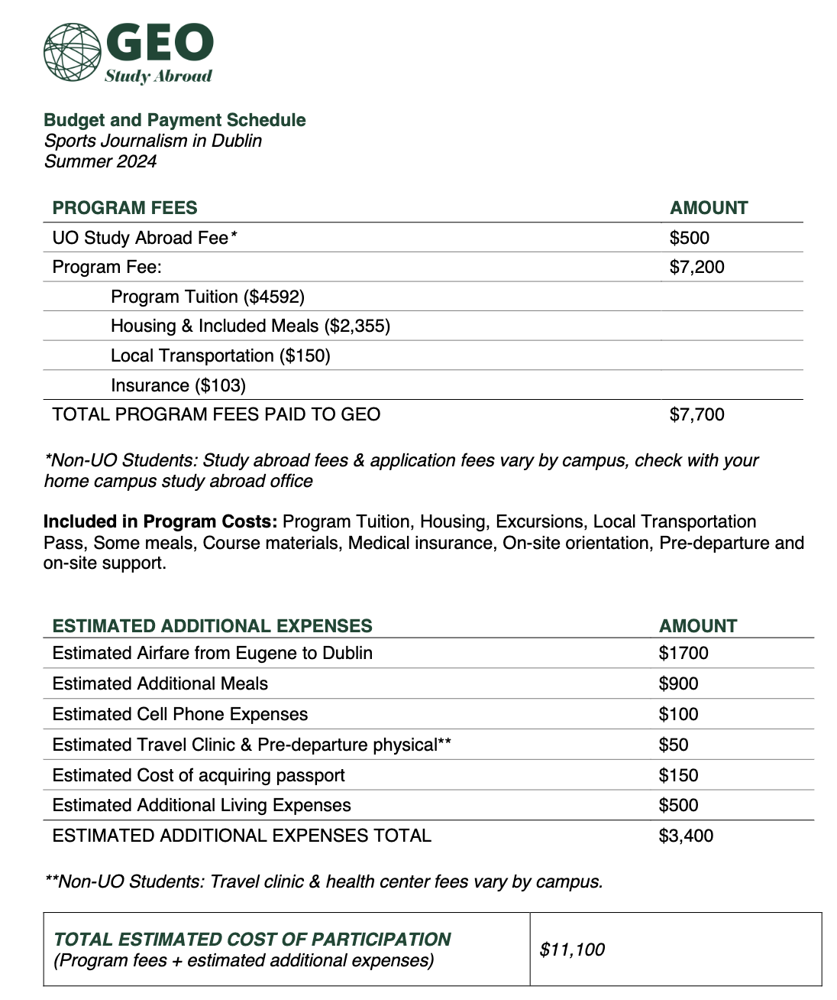 GEO
Study Abroad
Budget and Payment Schedule
Sports Journalism in Dublin
Summer 2024
PROGRAM FEES AMOUNT
UO Study Abroad Fee* $500
Program Fee: $7,200
Program Tuition ($4592)
Housing & Included Meals ($2,355)
Local Transportation ($150)
Insurance ($103)
TOTAL PROGRAM FEES PAID TO GEO $7,700
*Non-UO Students: Study abroad fees & application fees vary by campus, check with your
home campus study abroad office
Included in Program Costs: Program Tuition, Housing, Excursions, Local Transportation
Pass, Some meals, Course materials, Medical insurance, On-site orientation, Pre-departure and
on-site support.
ESTIMATED ADDITIONAL EXPENSES AMOUNT
Estimated Airfare from Eugene to Dublin $1700
Estimated Additional Meals $900
Estimated Cell Phone Expenses $100
Estimated Travel Clinic & Pre-departure physical** $50
Estimated Cost of acquiring passport $150
Estimated Additional Living Expenses $500
ESTIMATED ADDITIONAL EXPENSES TOTAL $3,400
**Non-UO Students: Travel clinic & health center fees vary by campus.
TOTAL ESTIMATED COST OF PARTICIPATION
(Program fees + estimated additional expenses) $11,100